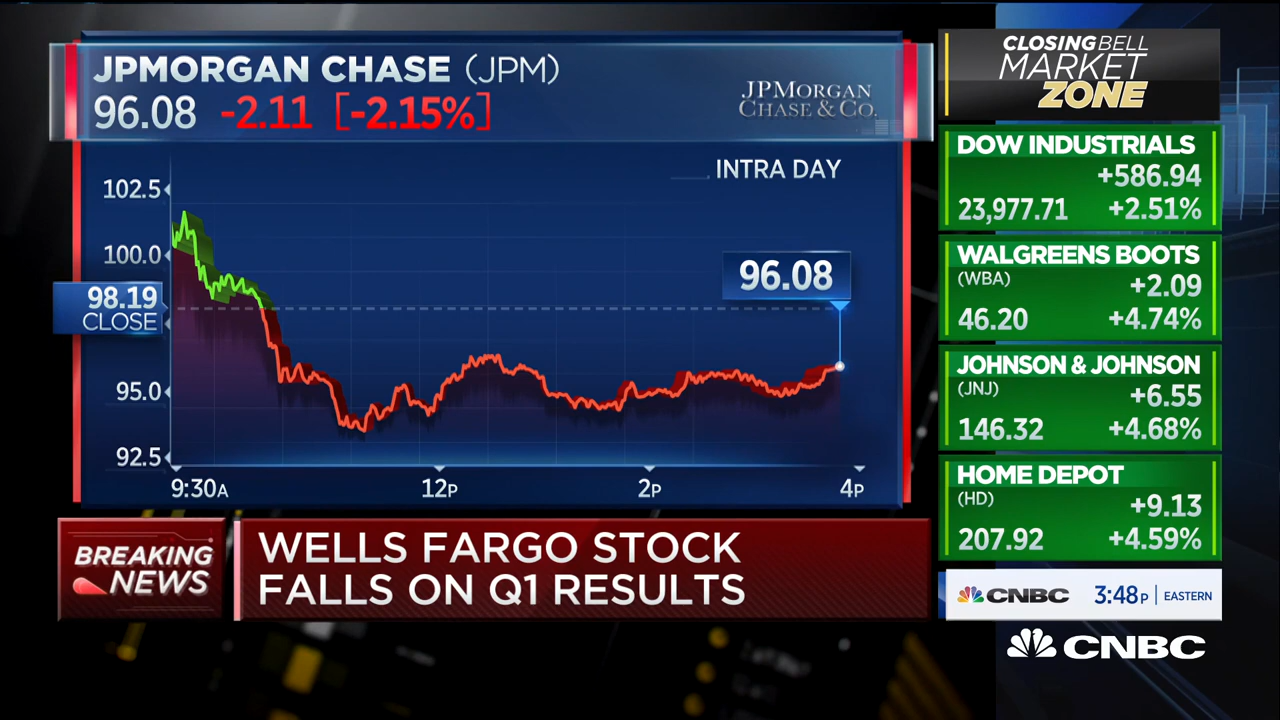 JPMORGAN CHASE (JPM)
96.08 -2.11 [-2.15%]
JPMORGAN
CHASE & CO.
INTRA DAY
102.5
100.0
98.19
CLOSE
95.0
92.5
96.08
9:30A 12P 2P 4P
BREAKING
NEWS
WELLS FARGO STOCK
FALLS ON Q1 RESULTS
CLOSING BELL
MARKET
ZONE
DOW INDUSTRIALS
+586.94
23,977.71 +2.51%
WALGREENS BOOTS
(WBA) +2.09
46.20 +4.74%
JOHNSON & JOHNSON
(JNJ) +6.55
146.32 +4.68%
HOME DEPOT
(HD) +9.13
207.92 +4.59%
CNBC 3:48P EASTERN
CNBC